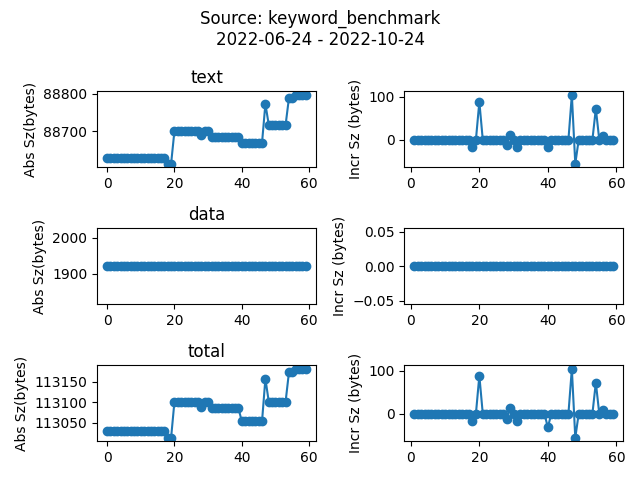 Source: keyword_benchmark
2022-06-24 - 2022-10-24
text
Abs Sz(bytes)
88800
88700
0 20 40 60
Incr Sz (bytes)
100
0
0 20 40 60
data
Abs Sz(bytes)
2000
1900
0 20 40 60
Incr Sz (bytes)
0.05
0.00
−0.05
0 20 40 60
total
Abs Sz(bytes)
113150
113100
113050
0 20 40 60
Incr Sz (bytes)
100
0
0 20 40 60